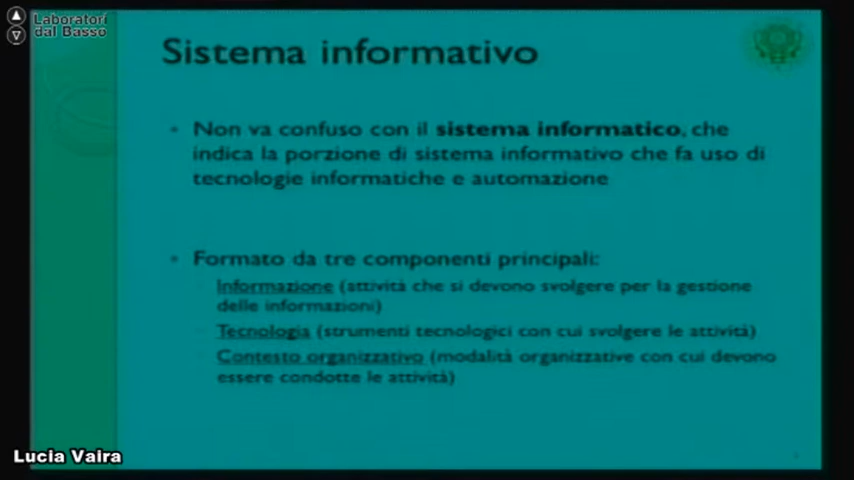 Laboratori
dal Basso
Sistema informativo
• Non va confuso con il sistema informatico, che
indica la porzione di sistema informativo che fa uso di
tecnologie informatiche e automazione
• Formato da tre componenti principali:
Informazione (attività che si devono svolgere per la gestione
delle informazioni)
Tecnologia (strumenti tecnologici con cui svolgere le attività)
Contesto organizzativo (modalità organizzative con cui devono
essere condotte le attività)
Lucia Vaira